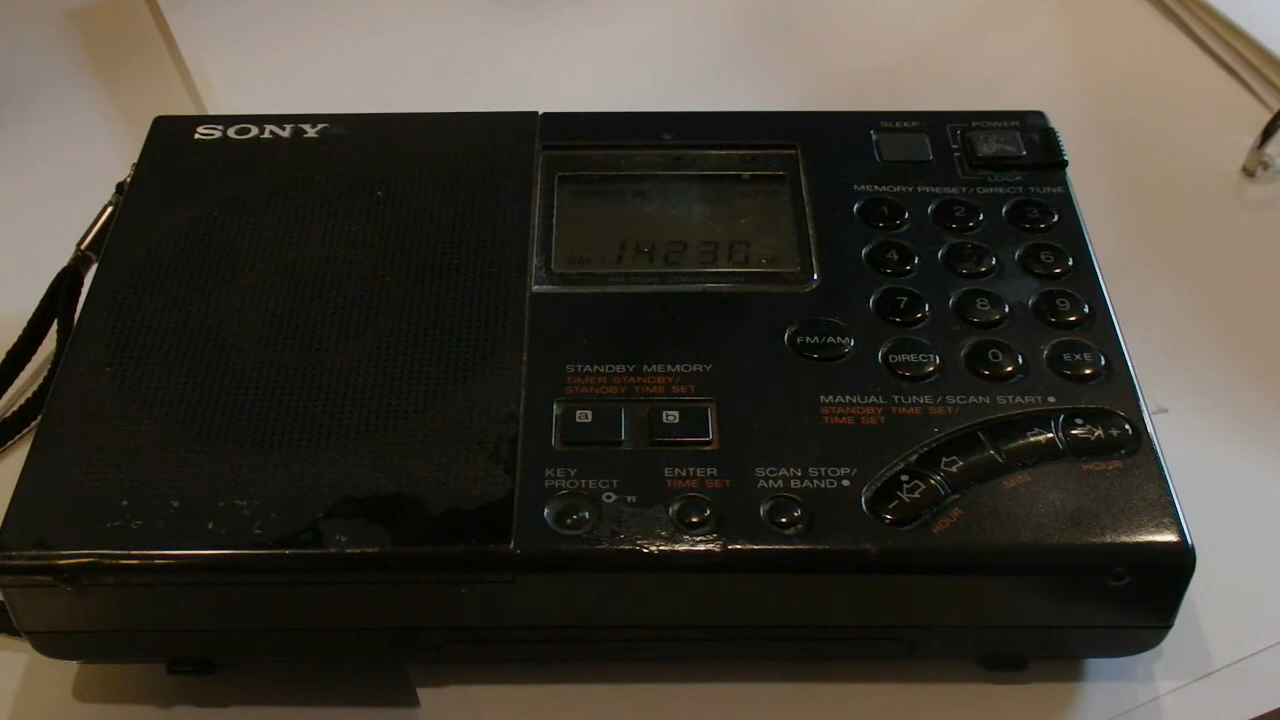 SONY
SLEEP
POWER
LOCK
MEMORY PRESET/DIRECT TUNE
1 2 3
14230
4 6
7 8 9
FM/AM
DIRECT 0 EXE
STANDBY MEMORY
TIMER STANDBY/
STANDBY TIME SET
a b
MANUAL TUNE/SCAN START
STANDBY TIME SET/
TIME SET
+
HOUR
MIN
-
HOUR
KEY
PROTECT
ENTER
TIME SET
SCAN STOP/
AM BAND